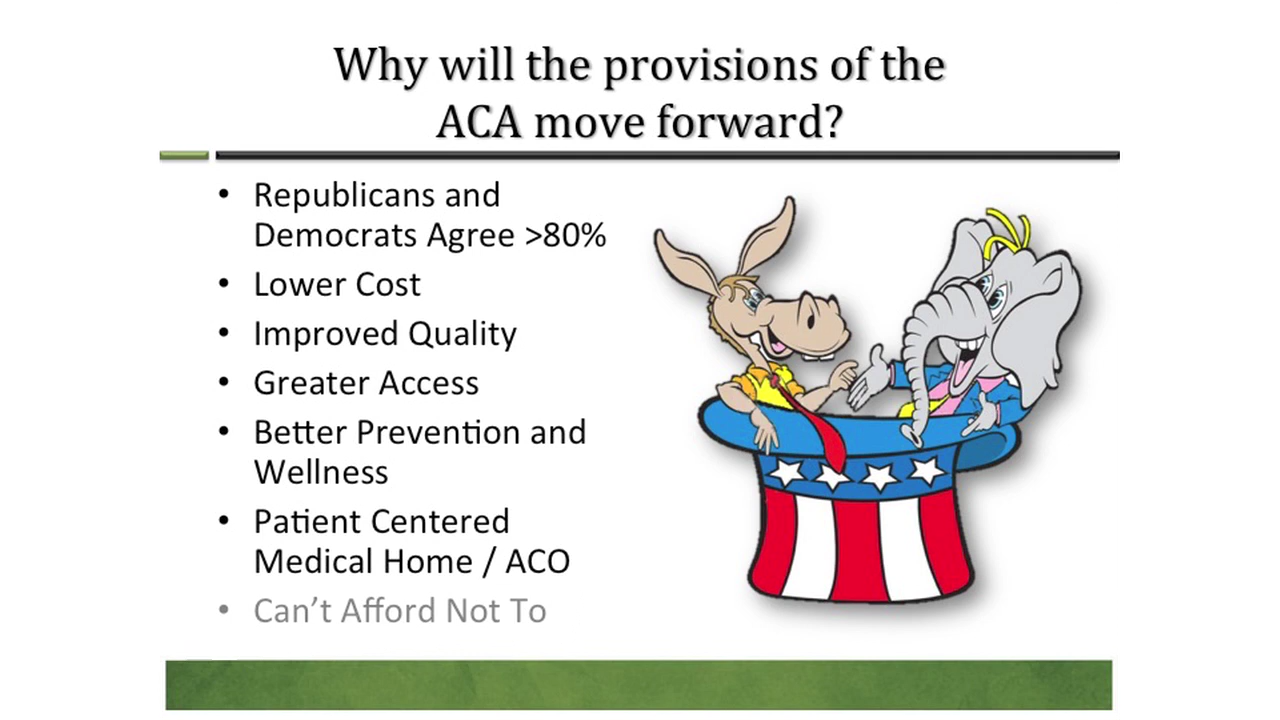 Why will the provisions of the
ACA move forward?
• Republicans and
Democrats Agree >80%
• Lower Cost
• Improved Quality
• Greater Access
• Better Prevention and
Wellness
• Patient Centered
Medical Home / ACO
• Can’t Afford Not To